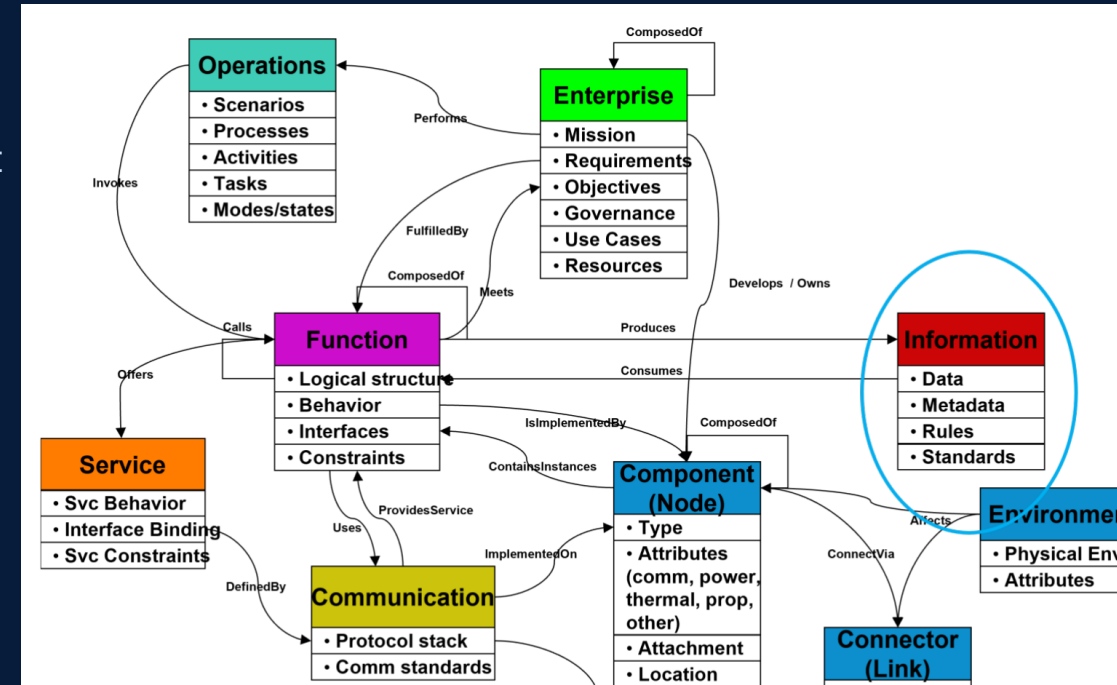 ComposedOf
Operations
• Scenarios
• Processes
• Activities
• Tasks
• Modes/states
Enterprise
• Mission
• Requirements
• Objectives
• Governance
• Use Cases
• Resources
Performs
Invokes
FulfilledBy
ComposedOf
Meets
Develops / Owns
Calls
Function
• Logical structure
• Behavior
• Interfaces
• Constraints
Produces
Consumes
Information
• Data
• Metadata
• Rules
• Standards
Offers
IsImplementedBy
ComposedOf
ContainsInstances
Service
• Svc Behavior
• Interface Binding
• Svc Constraints
Component
(Node)
• Type
• Attributes
(comm, power,
thermal, prop,
other)
• Attachment
• Location
Uses
ProvidesService
ImplementedOn
Affects
ConnectVia
Environme
• Physical Env
• Attributes
DefinedBy
Communication
• Protocol stack
• Comm standards
Connector
(Link)